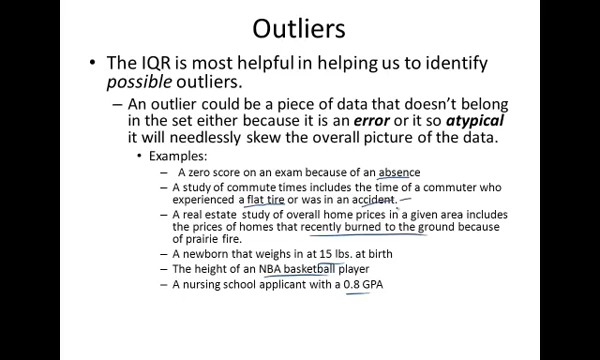 Outliers
• The IQR is most helpful in helping us to identify
possible outliers.
– An outlier could be a piece of data that doesn't belong
in the set either because it is an error or it so atypical
it will needlessly skew the overall picture of the data.
• Examples:
– A zero score on an exam because of an absence
– A study of commute times includes the time of a commuter who
experienced a flat tire or was in an accident.
– A real estate study of overall home prices in a given area includes
the prices of homes that recently burned to the ground because
of prairie fire.
– A newborn that weighs in at 15 lbs. at birth
– The height of an NBA basketball player
– A nursing school applicant with a 0.8 GPA